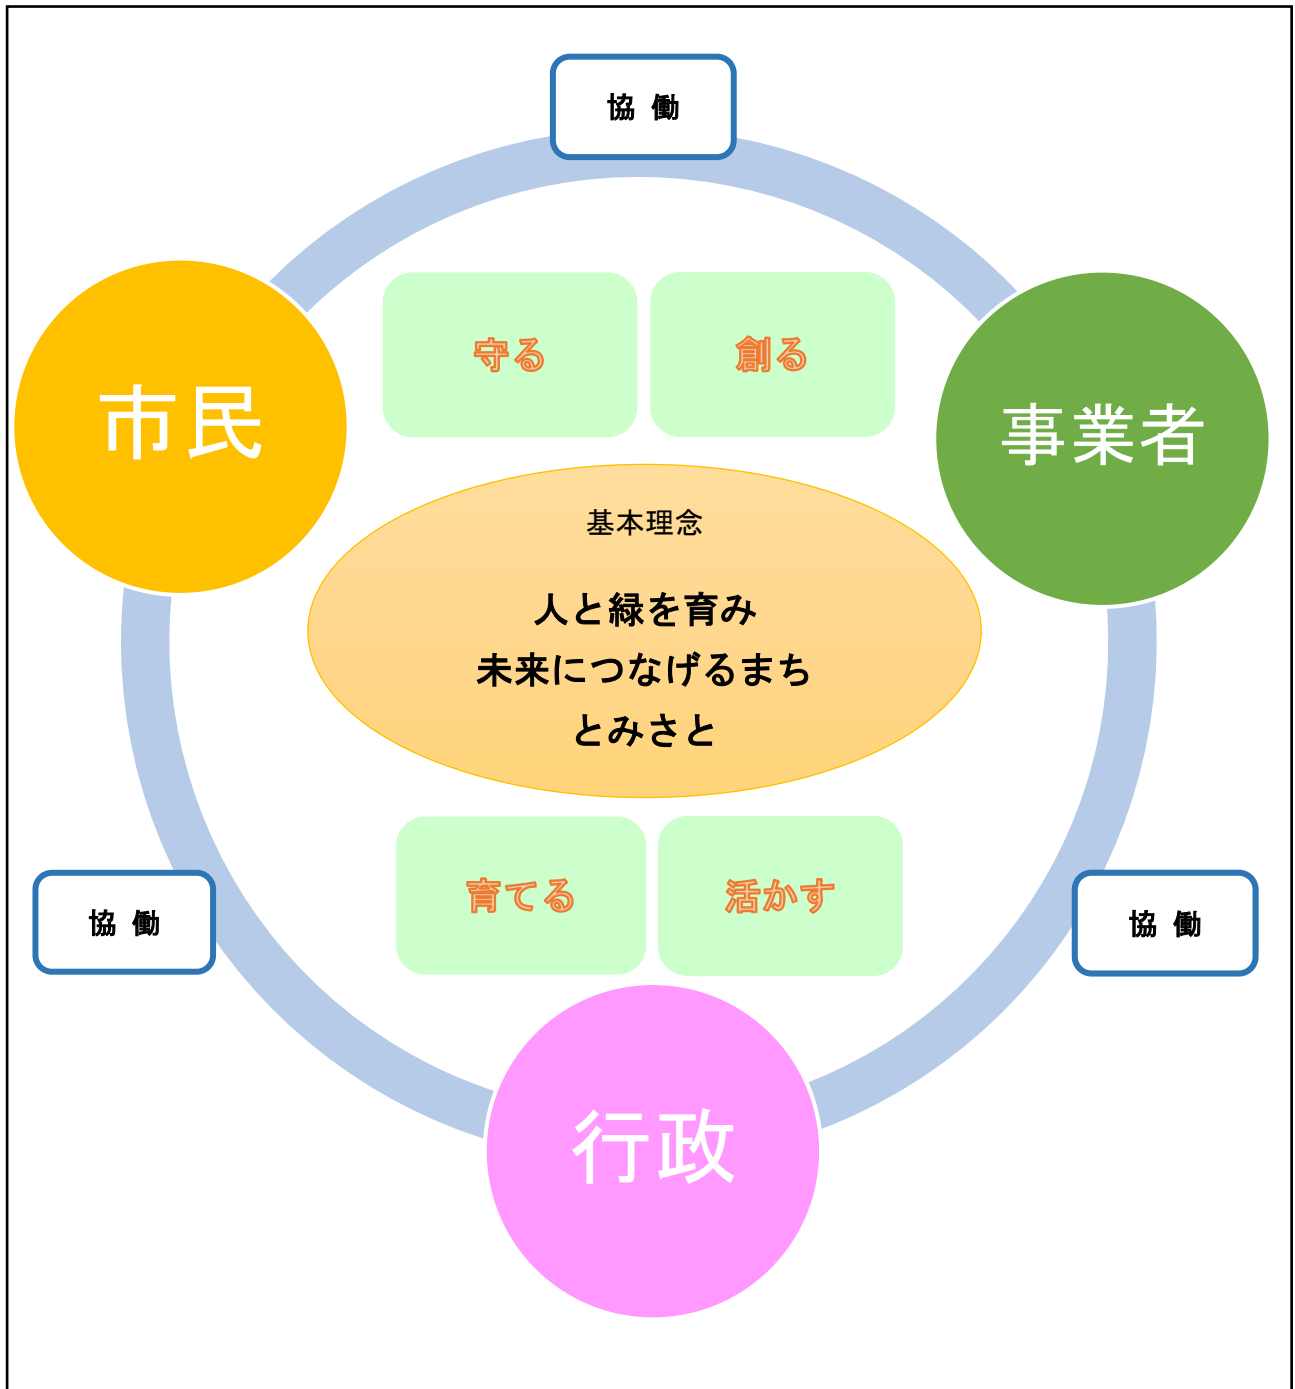 協 働
守る
創る
市民
事業者
基本理念
人と緑を育み
未来につなげるまち
とみさと
育てる
活かす
協 働
協 働
行政